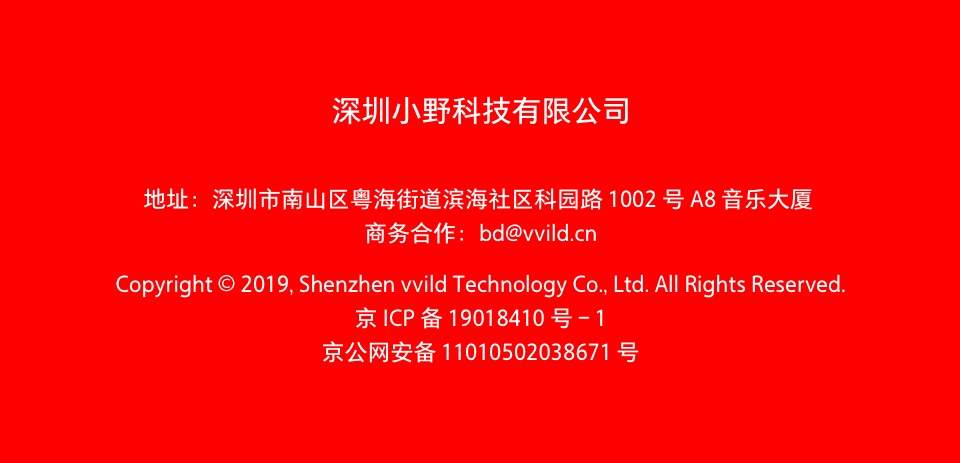 深圳小野科技有限公司
地址：深圳市南山区粤海街道滨海社区科园路 1002 号 A8 音乐大厦
商务合作：bd@vvild.cn
Copyright © 2019, Shenzhen vvild Technology Co., Ltd. All Rights Reserved.
京 ICP 备 19018410 号 – 1
京公网安备 11010502038671 号